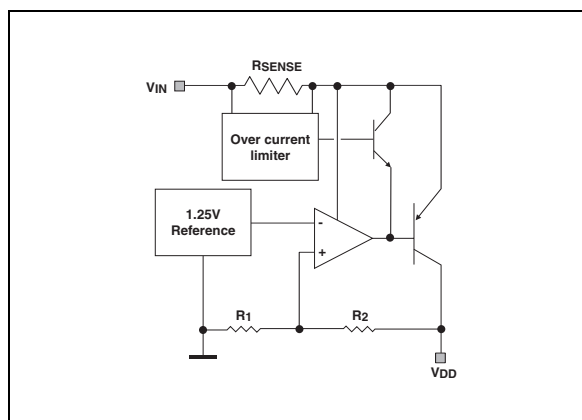 RSENSE
VIN
Over current
limiter
1.25V
Reference
-
+
R1
R2
VDD